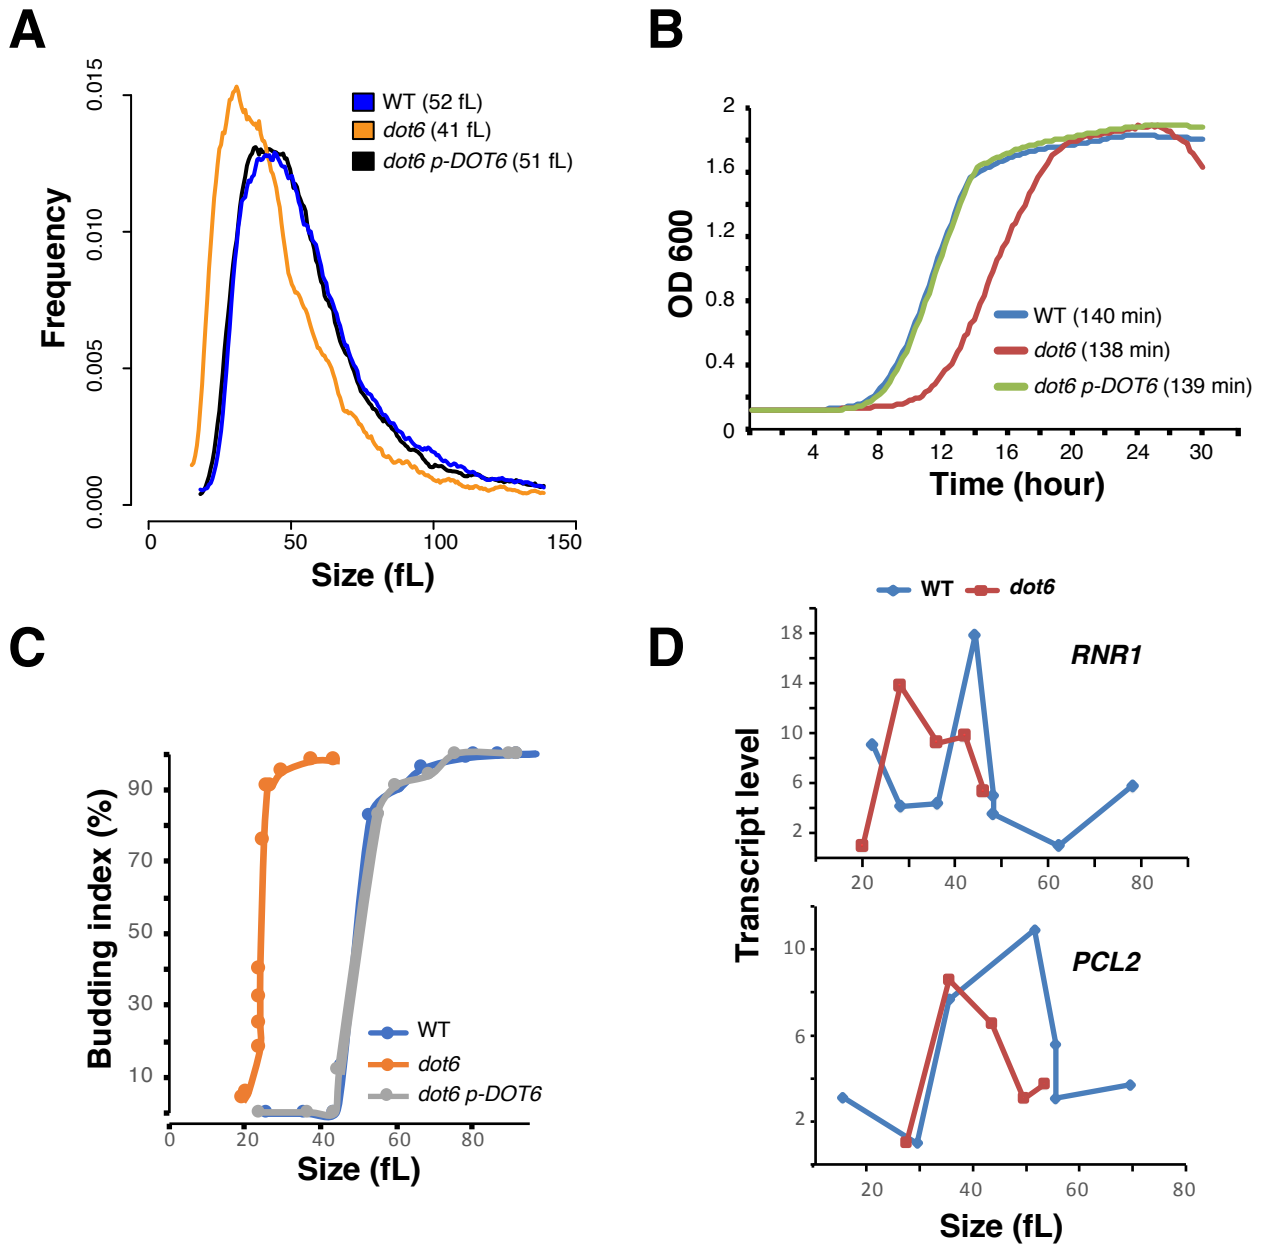 A
0.015
0.010
0.005
0.000
Frequency
WT (52 fL)
dot6 (41 fL)
dot6 p-DOT6 (51 fL)
0
50
100
150
Size (fL)
B
2
1.6
1.2
0.8
0.4
0
OD 600
WT (140 min)
dot6 (138 min)
dot6 p-DOT6 (139 min)
4
8
12
16
20
24
30
Time (hour)
C
90
70
50
30
10
Budding index (%)
WT
dot6
dot6 p-DOT6
0
20
40
60
80
Size (fL)
D
WT
dot6
Transcript level
18
14
10
6
2
RNR1
20
40
60
80
10
6
2
PCL2
20
40
60
80
Size (fL)